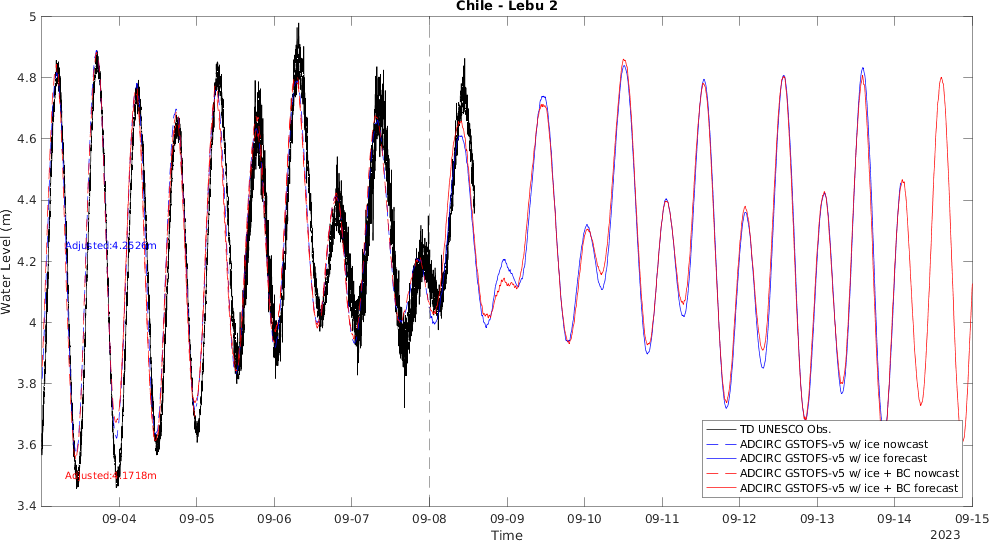 Chile - Lebu 2
5
4.8
4.6
4.4
4.2
4
3.8
3.6
3.4
Water Level (m)
Adjusted:4.2526m
Adjusted:4.1718m
TD UNESCO Obs.
ADCIRC GSTOFS-v5 w/ ice nowcast
ADCIRC GSTOFS-v5 w/ ice forecast
ADCIRC GSTOFS-v5 w/ ice + BC nowcast
ADCIRC GSTOFS-v5 w/ ice + BC forecast
09-04 09-05 09-06 09-07 09-08 09-09 09-10 09-11 09-12 09-13 09-14 09-15
Time
2023